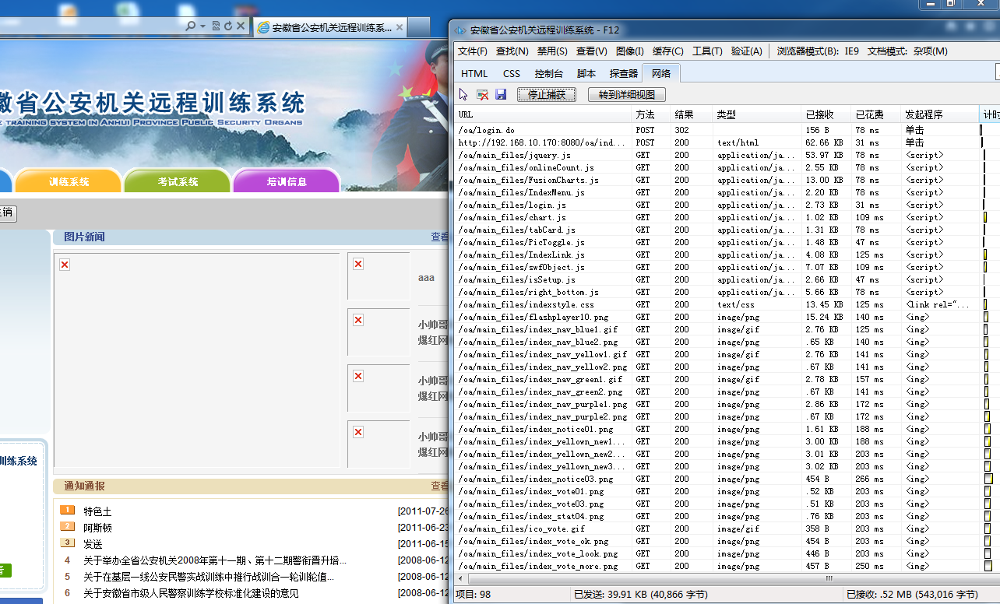 安徽省公安机关远程训练系统...
徽省公安机关远程训练系统
E TRAINING SYSTEM IN ANHUI PROVINCE PUBLIC SECURITY ORGANS
训练系统 考试系统 培训信息
注销
图片新闻 查看
aaa
小帅哥
爆红网
小帅哥
爆红网
小帅哥
爆红网
训练系统
看
通知通报 查看
1 特色土 [2011-07-26
2 阿斯顿 [2011-06-23
3 发送 [2011-06-15
4 关于举办全省公安机关2008年第十一期、第十二期警衔晋升培... [2008-06-12
5 关于在基层一线公安民警实战训练中推行战训合一轮训轮值... [2008-06-12
6 关于安徽省市级人民警察训练学校标准化建设的意见 [2008-06-12
安徽省公安机关远程训练系统 - F12
文件(F) 查找(N) 禁用(S) 查看(V) 图像(I) 缓存(C) 工具(T) 验证(A) 浏览器模式(B): IE9 文档模式: 杂项(M)
HTML CSS 控制台 脚本 探查器 网络
停止捕获 转到详细视图
URL 方法 结果 类型 已接收 已花费 发起程序 计时
/oa/login.do POST 302 156 B 78 ms 单击
http://192.168.10.170:8080/oa/ind... POST 200 text/html 62.66 KB 31 ms 单击
/oa/main_files/jquery.js GET 200 application/ja... 53.97 KB 78 ms <script>
/oa/main_files/onlineCount.js GET 200 application/ja... 2.55 KB 78 ms <script>
/oa/main_files/FusionCharts.js GET 200 application/ja... 13.00 KB 78 ms <script>
/oa/main_files/IndexMenu.js GET 200 application/ja... 2.20 KB 78 ms <script>
/oa/main_files/login.js GET 200 application/ja... 2.73 KB 31 ms <script>
/oa/main_files/chart.js GET 200 application/ja... 1.02 KB 109 ms <script>
/oa/main_files/tabCard.js GET 200 application/ja... 1.31 KB 78 ms <script>
/oa/main_files/PicToggle.js GET 200 application/ja... 1.48 KB 47 ms <script>
/oa/main_files/IndexLink.js GET 200 application/ja... 4.08 KB 125 ms <script>
/oa/main_files/swfObject.js GET 200 application/ja... 7.07 KB 109 ms <script>
/oa/main_files/isSetup.js GET 200 application/ja... 2.66 KB 47 ms <script>
/oa/main_files/right_bottom.js GET 200 application/ja... 5.66 KB 78 ms <script>
/oa/main_files/indexstyle.css GET 200 text/css 13.45 KB 125 ms <link rel="...
/oa/main_files/flashplayer10.png GET 200 image/png 15.24 KB 140 ms <img>
/oa/main_files/index_nav_blue1.gif GET 200 image/gif 2.76 KB 125 ms <img>
/oa/main_files/index_nav_blue2.png GET 200 image/png .65 KB 140 ms <img>
/oa/main_files/index_nav_yellow1.gif GET 200 image/gif 2.76 KB 141 ms <img>
/oa/main_files/index_nav_yellow2.png GET 200 image/png .67 KB 141 ms <img>
/oa/main_files/index_nav_green1.gif GET 200 image/gif 2.78 KB 157 ms <img>
/oa/main_files/index_nav_green2.png GET 200 image/png .67 KB 141 ms <img>
/oa/main_files/index_nav_purple1.png GET 200 image/png 2.86 KB 172 ms <img>
/oa/main_files/index_nav_purple2.png GET 200 image/png .67 KB 172 ms <img>
/oa/main_files/index_notice01.png GET 200 image/png 1.61 KB 188 ms <img>
/oa/main_files/index_yellown_new1... GET 200 image/png 3.00 KB 188 ms <img>
/oa/main_files/index_yellown_new2... GET 200 image/png 3.01 KB 203 ms <img>
/oa/main_files/index_yellown_new3... GET 200 image/png 3.02 KB 203 ms <img>
/oa/main_files/index_notice03.png GET 200 image/png 454 B 266 ms <img>
/oa/main_files/index_vote01.png GET 200 image/png .52 KB 203 ms <img>
/oa/main_files/index_vote03.png GET 200 image/png .51 KB 203 ms <img>
/oa/main_files/index_stat04.png GET 200 image/png .76 KB 203 ms <img>
/oa/main_files/ico_vote.gif GET 200 image/gif 358 B 203 ms <img>
/oa/main_files/index_vote_ok.png GET 200 image/png 454 B 203 ms <img>
/oa/main_files/index_vote_look.png GET 200 image/png 446 B 203 ms <img>
/oa/main_files/index_vote_more.png GET 200 image/png 457 B 250 ms <img>
项目: 98 已发送: 39.91 KB (40,866 字节) 已接收: .52 MB (543,016 字节)